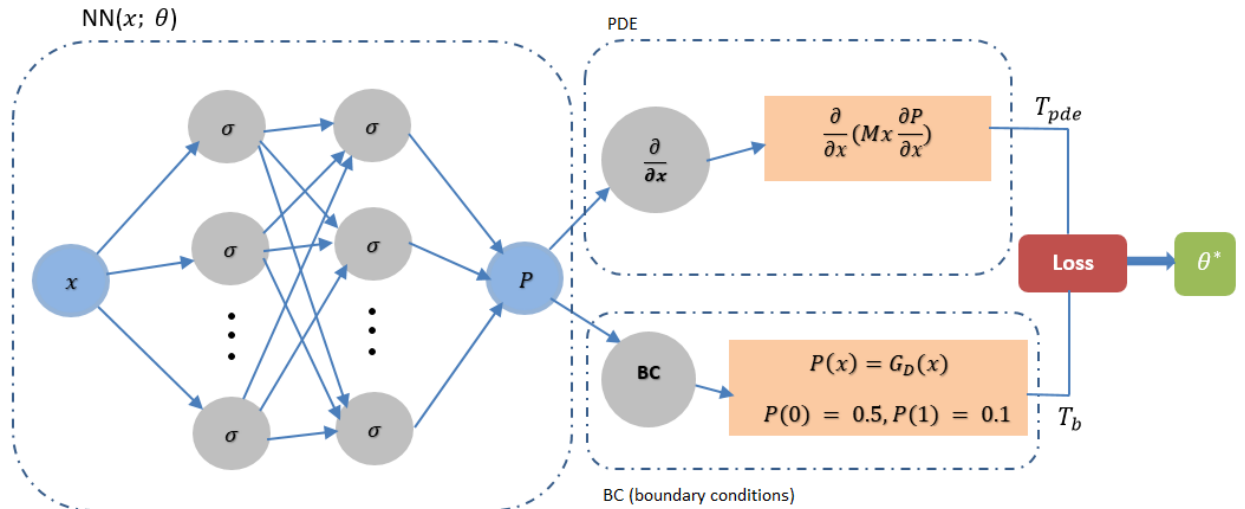 NN(x; θ)
PDE
x
σ
σ
σ
σ
σ
σ
P
∂/∂x
∂/∂x (Mx ∂P/∂x)
T_pde
Loss
θ*
BC
P(x) = G_D(x)
P(0) = 0.5, P(1) = 0.1
T_b
BC (boundary conditions)